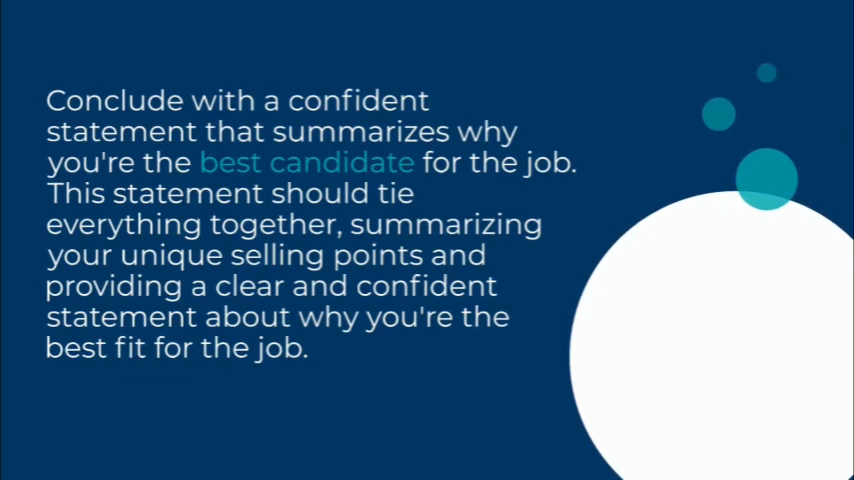 Conclude with a confident
statement that summarizes why
you're the best candidate for the job.
This statement should tie
everything together, summarizing
your unique selling points and
providing a clear and confident
statement about why you're the
best fit for the job.